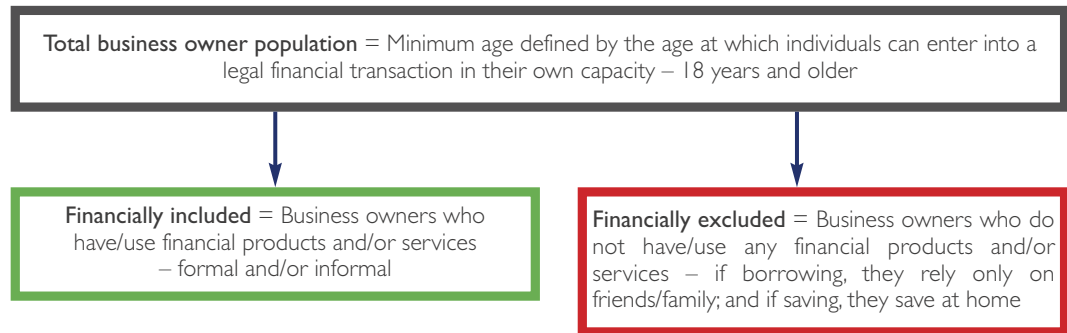 Total business owner population = Minimum age defined by the age at which individuals can enter into a
legal financial transaction in their own capacity – 18 years and older
Financially included = Business owners who
have/use financial products and/or services
– formal and/or informal
Financially excluded = Business owners who do
not have/use any financial products and/or
services – if borrowing, they rely only on
friends/family; and if saving, they save at home